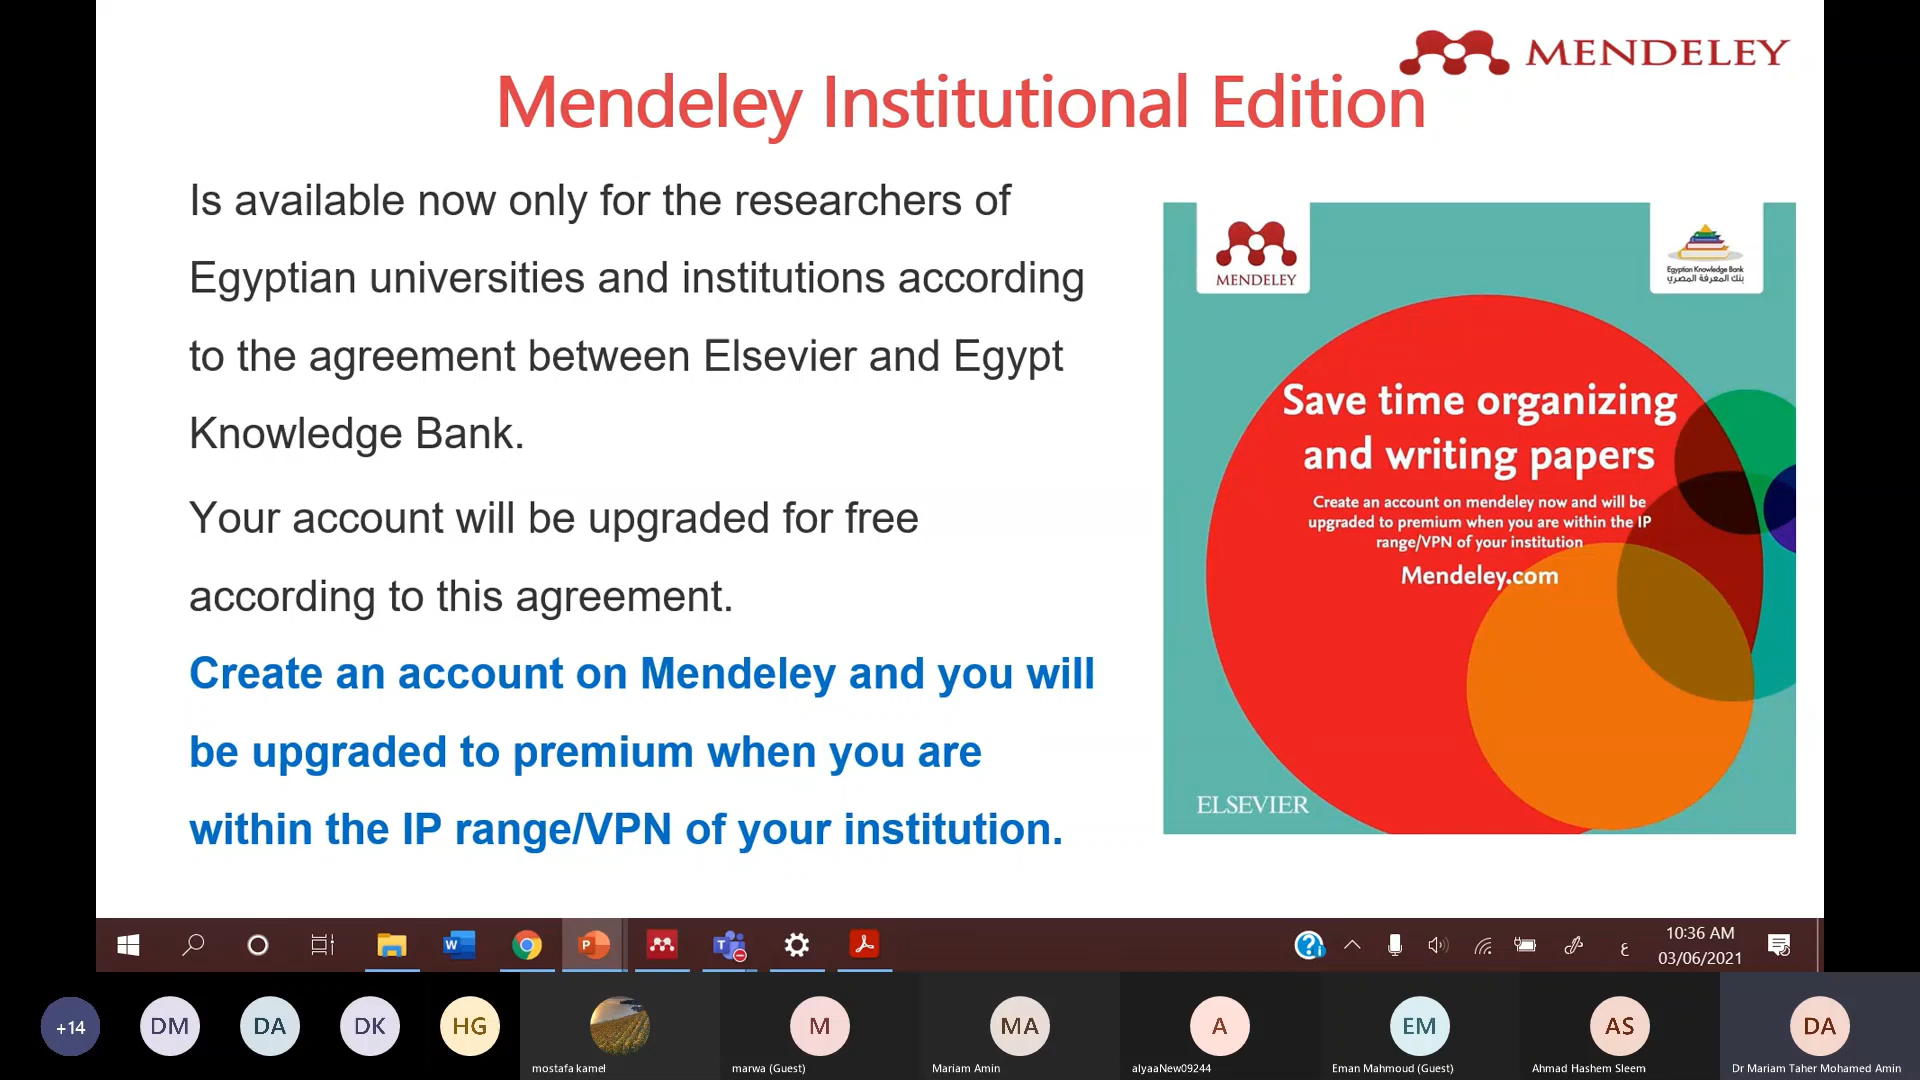 MENDELEY
Mendeley Institutional Edition
Is available now only for the researchers of
Egyptian universities and institutions according
to the agreement between Elsevier and Egypt
Knowledge Bank.
Your account will be upgraded for free
according to this agreement.
Create an account on Mendeley and you will
be upgraded to premium when you are
within the IP range/VPN of your institution.
MENDELEY
Egyptian Knowledge Bank
بنك المعرفة المصري
Save time organizing
and writing papers
Create an account on mendeley now and will be
upgraded to premium when you are within the IP
range/VPN of your institution
Mendeley.com
ELSEVIER
W
P
T
?
ع
10:36 AM
03/06/2021
+14
DM
DA
DK
HG
mostafa kamel
M
marwa (Guest)
MA
Mariam Amin
A
alyaaNew09244
EM
Eman Mahmoud (Guest)
AS
Ahmad Hashem Sleem
DA
Dr Mariam Taher Mohamed Amin